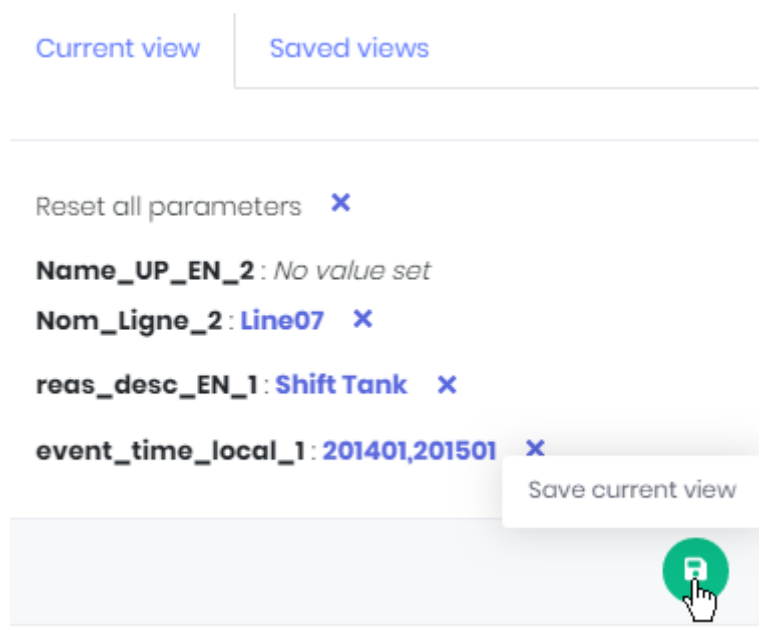 Current view Saved views
Reset all parameters
Name_UP_EN_2 : No value set
Nom_Ligne_2 : Line07
reas_desc_EN_1 : Shift Tank
event_time_local_1 : 201401,201501
Save current view